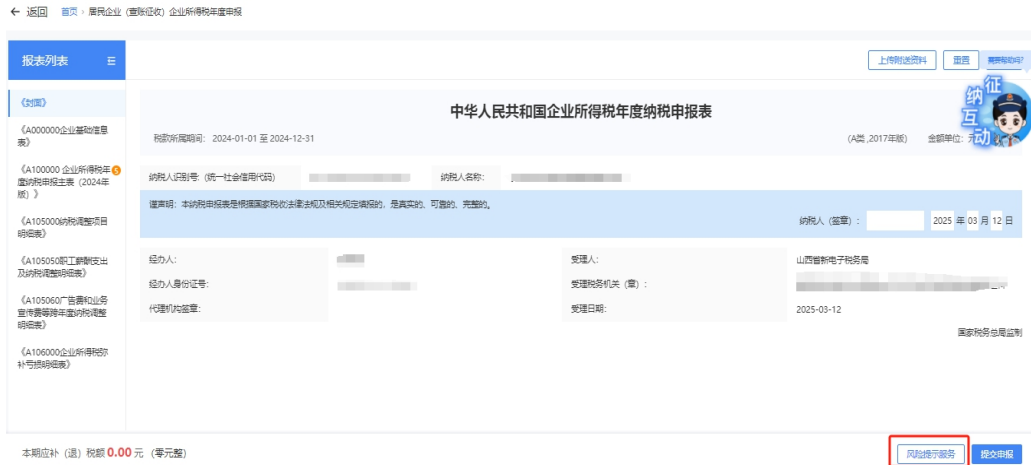 ← 返回 首页 > 居民企业（查账征收）企业所得税年度申报
报表列表
上传附送资料 重置 需要帮助吗?
征纳互动
《封面》
《A000000企业基础信息
表》
《A100000 企业所得税年 5
度纳税申报主表（2024年
版）》
《A105000纳税调整项目
明细表》
《A105050职工薪酬支出
及纳税调整明细表》
《A105060广告费和业务
宣传费等跨年度纳税调整
明细表》
《A106000企业所得税弥
补亏损明细表》
中华人民共和国企业所得税年度纳税申报表
税款所属期间: 2024-01-01 至 2024-12-31 (A类 ,2017年版) 金额单位: 元
纳税人识别号: (统一社会信用代码) 纳税人名称:
谨声明: 本纳税申报表是根据国家税收法律法规及相关规定填报的、是真实的、可靠的、完整的。
纳税人（签章）: 2025 年 03 月 12 日
经办人: 受理人: 山西省新电子税务局
经办人身份证号: 受理税务机关（章）:
代理机构签章: 受理日期: 2025-03-12
国家税务总局监制
本期应补（退）税额 0.00 元 （零元整） 风险提示服务 提交申报